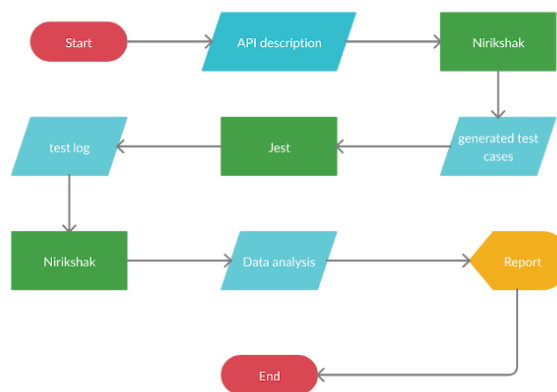 Start
API description
Nirikshak
generated test
cases
Jest
test log
Nirikshak
Data analysis
Report
End